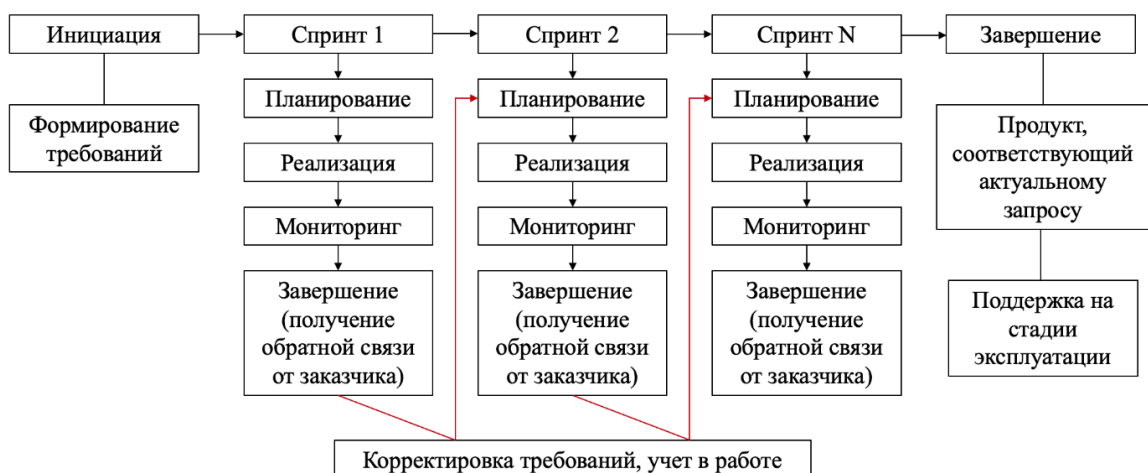 Инициация
Спринт 1
Спринт 2
Спринт N
Завершение
Формирование
требований
Планирование
Реализация
Мониторинг
Завершение
(получение
обратной связи
от заказчика)
Планирование
Реализация
Мониторинг
Завершение
(получение
обратной связи
от заказчика)
Планирование
Реализация
Мониторинг
Завершение
(получение
обратной связи
от заказчика)
Продукт,
соответствующий
актуальному
запросу
Поддержка на
стадии
эксплуатации
Корректировка требований, учет в работе